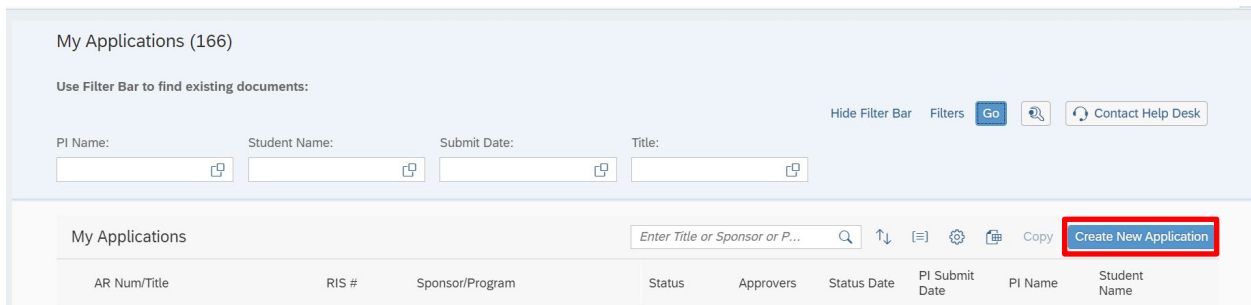 My Applications (166)
Use Filter Bar to find existing documents:
Hide Filter Bar Filters Go Contact Help Desk
PI Name: Student Name: Submit Date: Title:
My Applications Enter Title or Sponsor or P... Copy Create New Application
AR Num/Title RIS # Sponsor/Program Status Approvers Status Date PI Submit Date PI Name Student Name